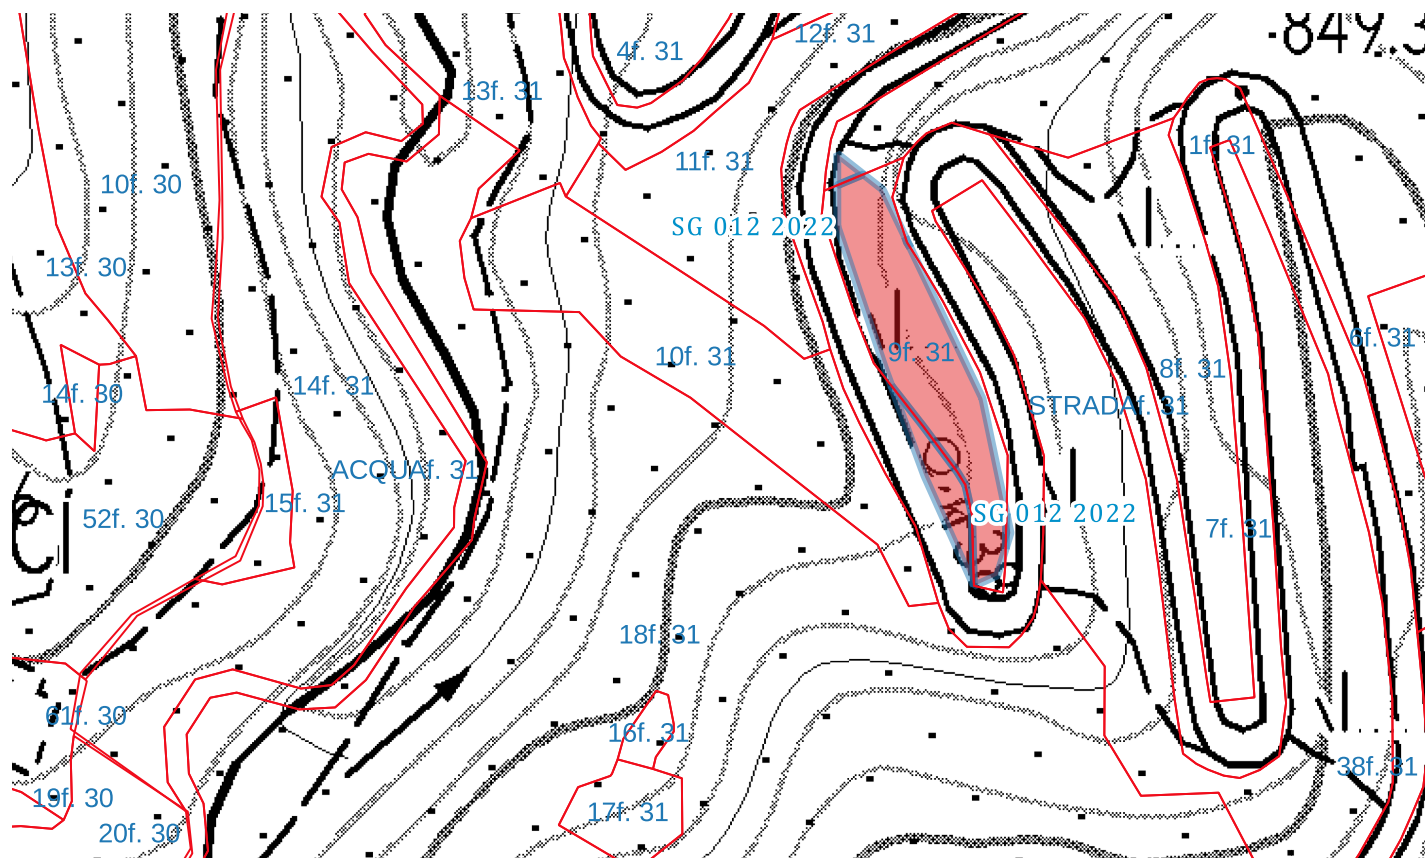 -849.3
12f. 31
4f. 31
13f. 31
1f. 31
11f. 31
10f. 30
SG 012 2022
13f. 30
6f. 31
9f. 31
10f. 31
8f. 31
14f. 31
14f. 30
STRADAf. 31
ACQUAf. 31
15f. 31
SG 012 2022
52f. 30
7f. 31
ci
18f. 31
61f. 30
16f. 31
38f. 31
19f. 30
17f. 31
20f. 30